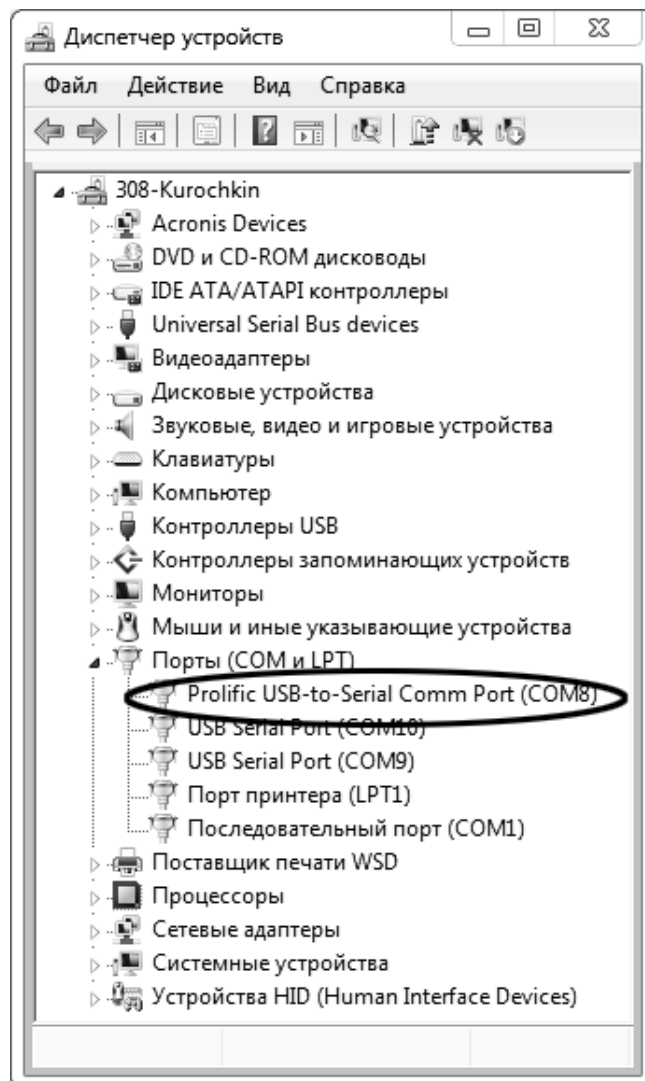 Диспетчер устройств
Файл Действие Вид Справка
308-Kurochkin
Acronis Devices
DVD и CD-ROM дисководы
IDE ATA/ATAPI контроллеры
Universal Serial Bus devices
Видеоадаптеры
Дисковые устройства
Звуковые, видео и игровые устройства
Клавиатуры
Компьютер
Контроллеры USB
Контроллеры запоминающих устройств
Мониторы
Мыши и иные указывающие устройства
Порты (COM и LPT)
Prolific USB-to-Serial Comm Port (COM8)
USB Serial Port (COM10)
USB Serial Port (COM9)
Порт принтера (LPT1)
Последовательный порт (COM1)
Поставщик печати WSD
Процессоры
Сетевые адаптеры
Системные устройства
Устройства HID (Human Interface Devices)